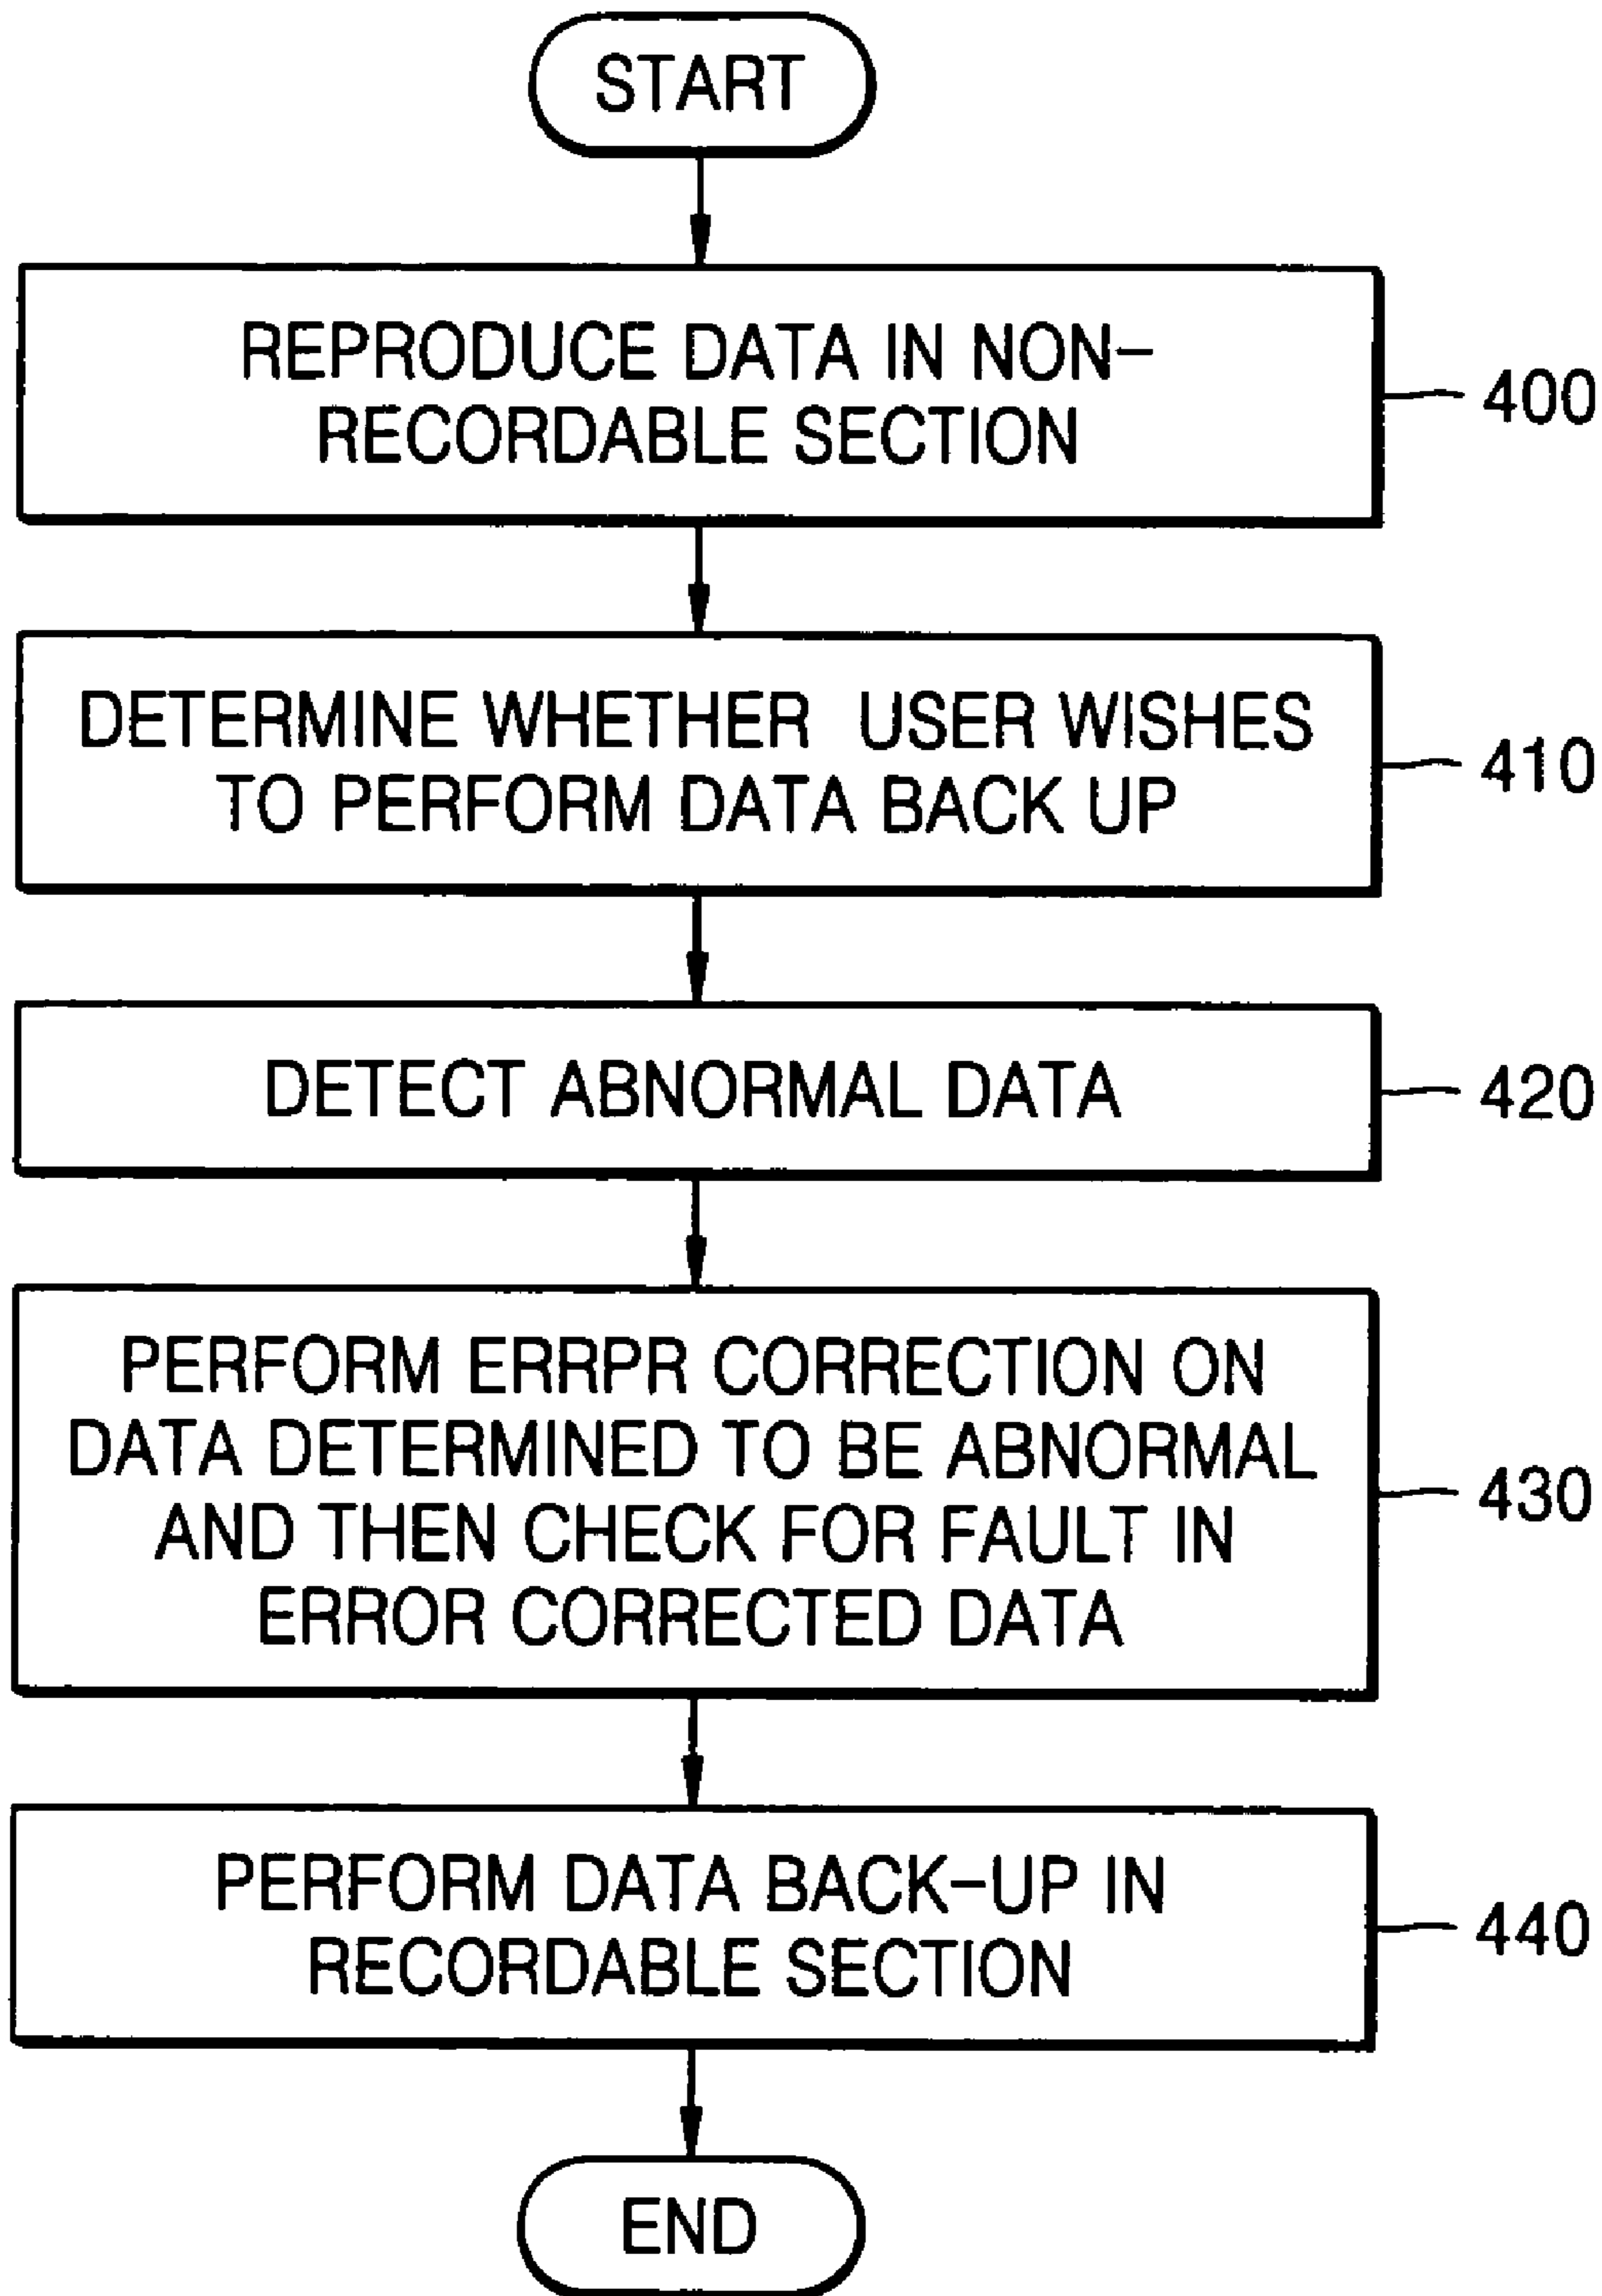 START
REPRODUCE DATA IN NON-
RECORDABLE SECTION
400
DETERMINE WHETHER USER WISHES
TO PERFORM DATA BACK UP
410
DETECT ABNORMAL DATA
420
PERFORM ERRPR CORRECTION ON
DATA DETERMINED TO BE ABNORMAL
AND THEN CHECK FOR FAULT IN
ERROR CORRECTED DATA
430
PERFORM DATA BACK-UP IN
RECORDABLE SECTION
440
END